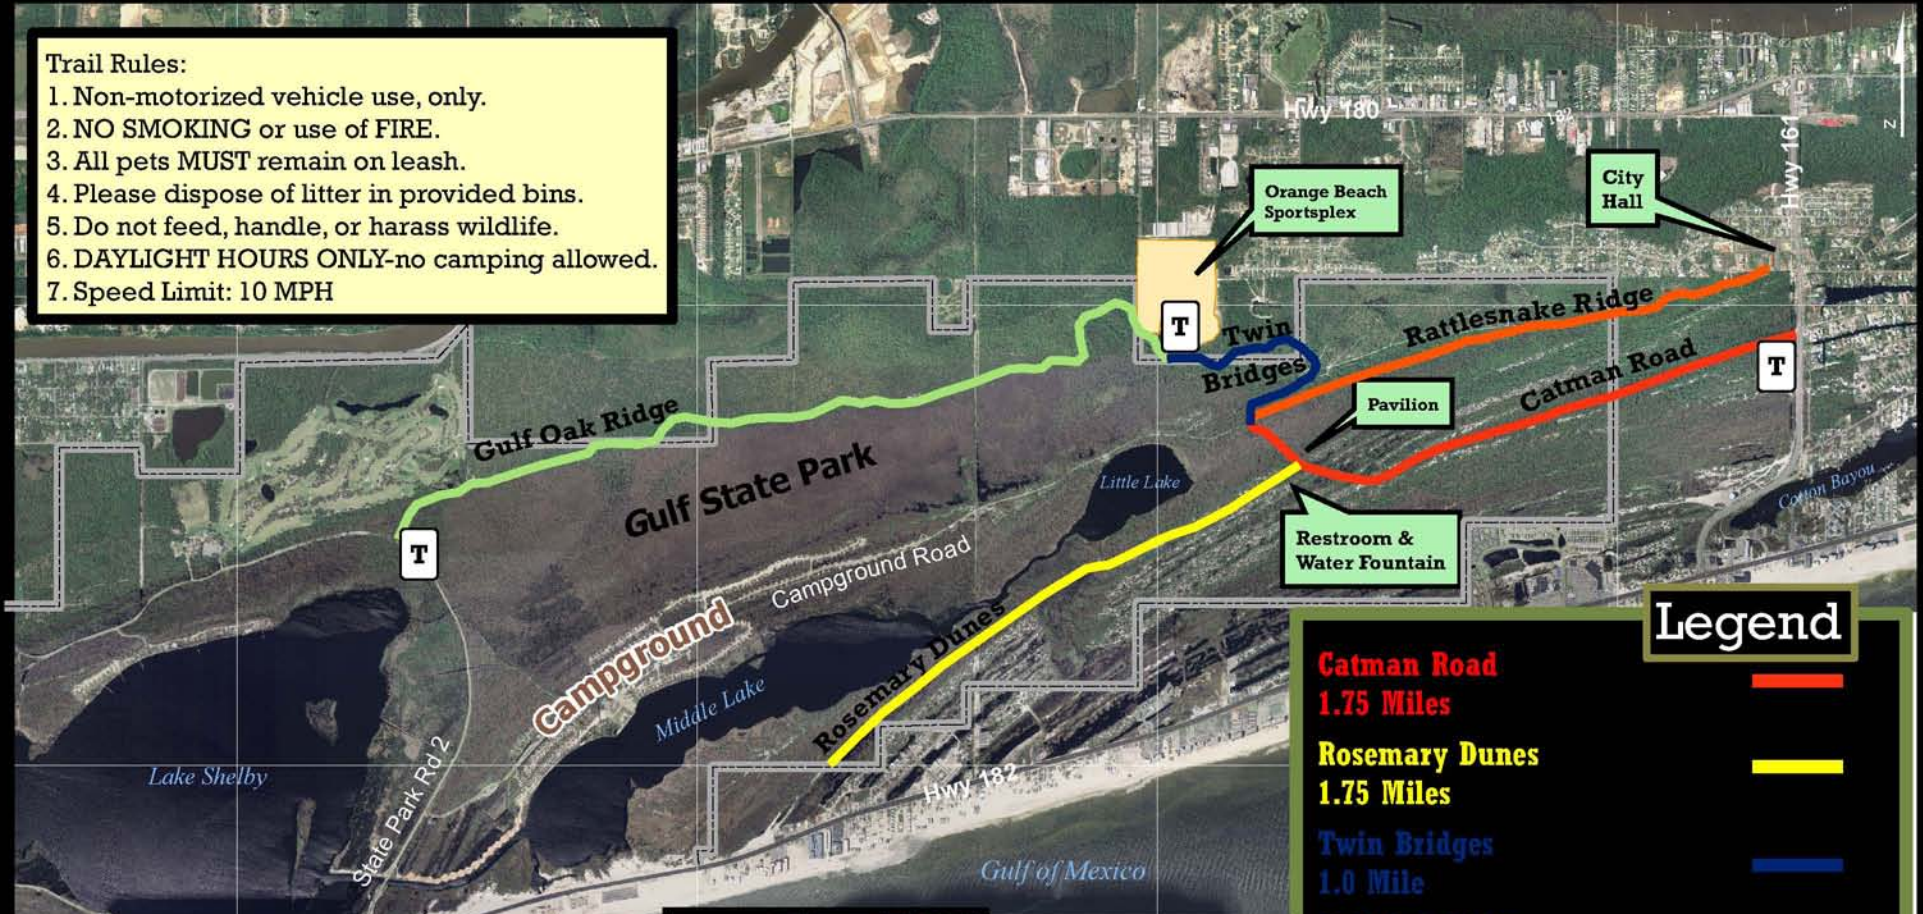 Trail Rules:
1. Non-motorized vehicle use, only.
2. NO SMOKING or use of FIRE.
3. All pets MUST remain on leash.
4. Please dispose of litter in provided bins.
5. Do not feed, handle, or harass wildlife.
6. DAYLIGHT HOURS ONLY-no camping allowed.
7. Speed Limit: 10 MPH
Hwy 180
Hwy 182
Hwy 161
Z
Orange Beach
Sportsplex
City
Hall
T
Twin
Bridges
Rattlesnake Ridge
Catman Road
T
Pavilion
Gulf Oak Ridge
Gulf State Park
Little Lake
Cotton Bayou
T
Restroom &
Water Fountain
Campground Road
Campground
Rosemary Dunes
Middle Lake
Lake Shelby
State Park Rd 2
Hwy 182
Gulf of Mexico
Legend
Catman Road
1.75 Miles
Rosemary Dunes
1.75 Miles
Twin Bridges
1.0 Mile